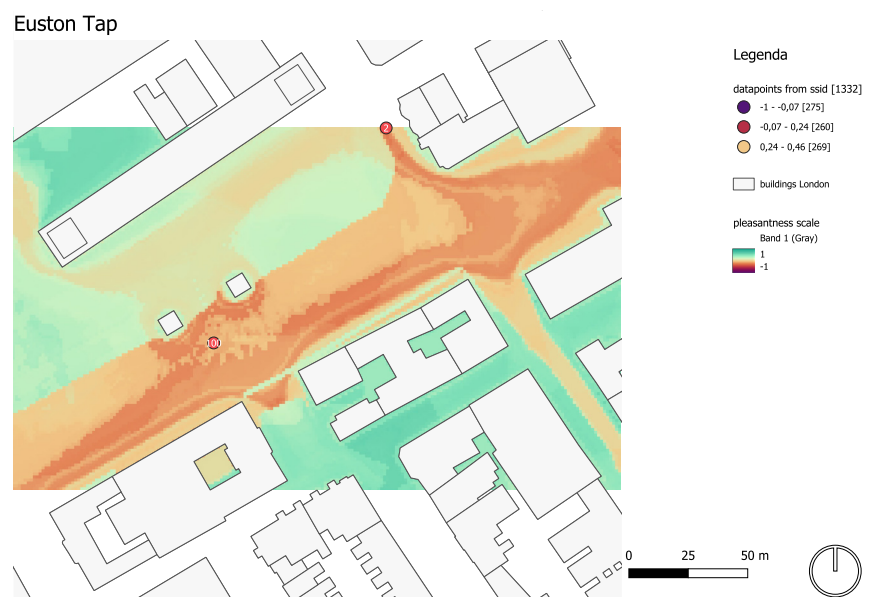 Euston Tap
Legenda
datapoints from ssid [1332]
-1 - -0,07 [275]
-0,07 - 0,24 [260]
0,24 - 0,46 [269]
buildings London
pleasantness scale
Band 1 (Gray)
1
-1
2
100
0 25 50 m